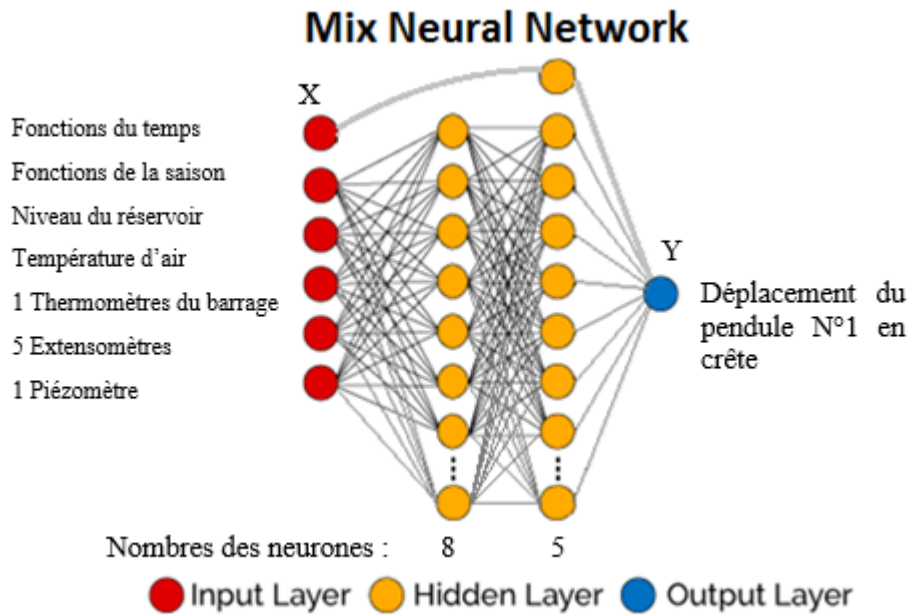 Mix Neural Network
X
Fonctions du temps
Fonctions de la saison
Niveau du réservoir
Température d'air
1 Thermomètres du barrage
5 Extensomètres
1 Piézomètre
Y
Déplacement du
pendule N°1 en
crête
Nombres des neurones : 8 5
Input Layer Hidden Layer Output Layer